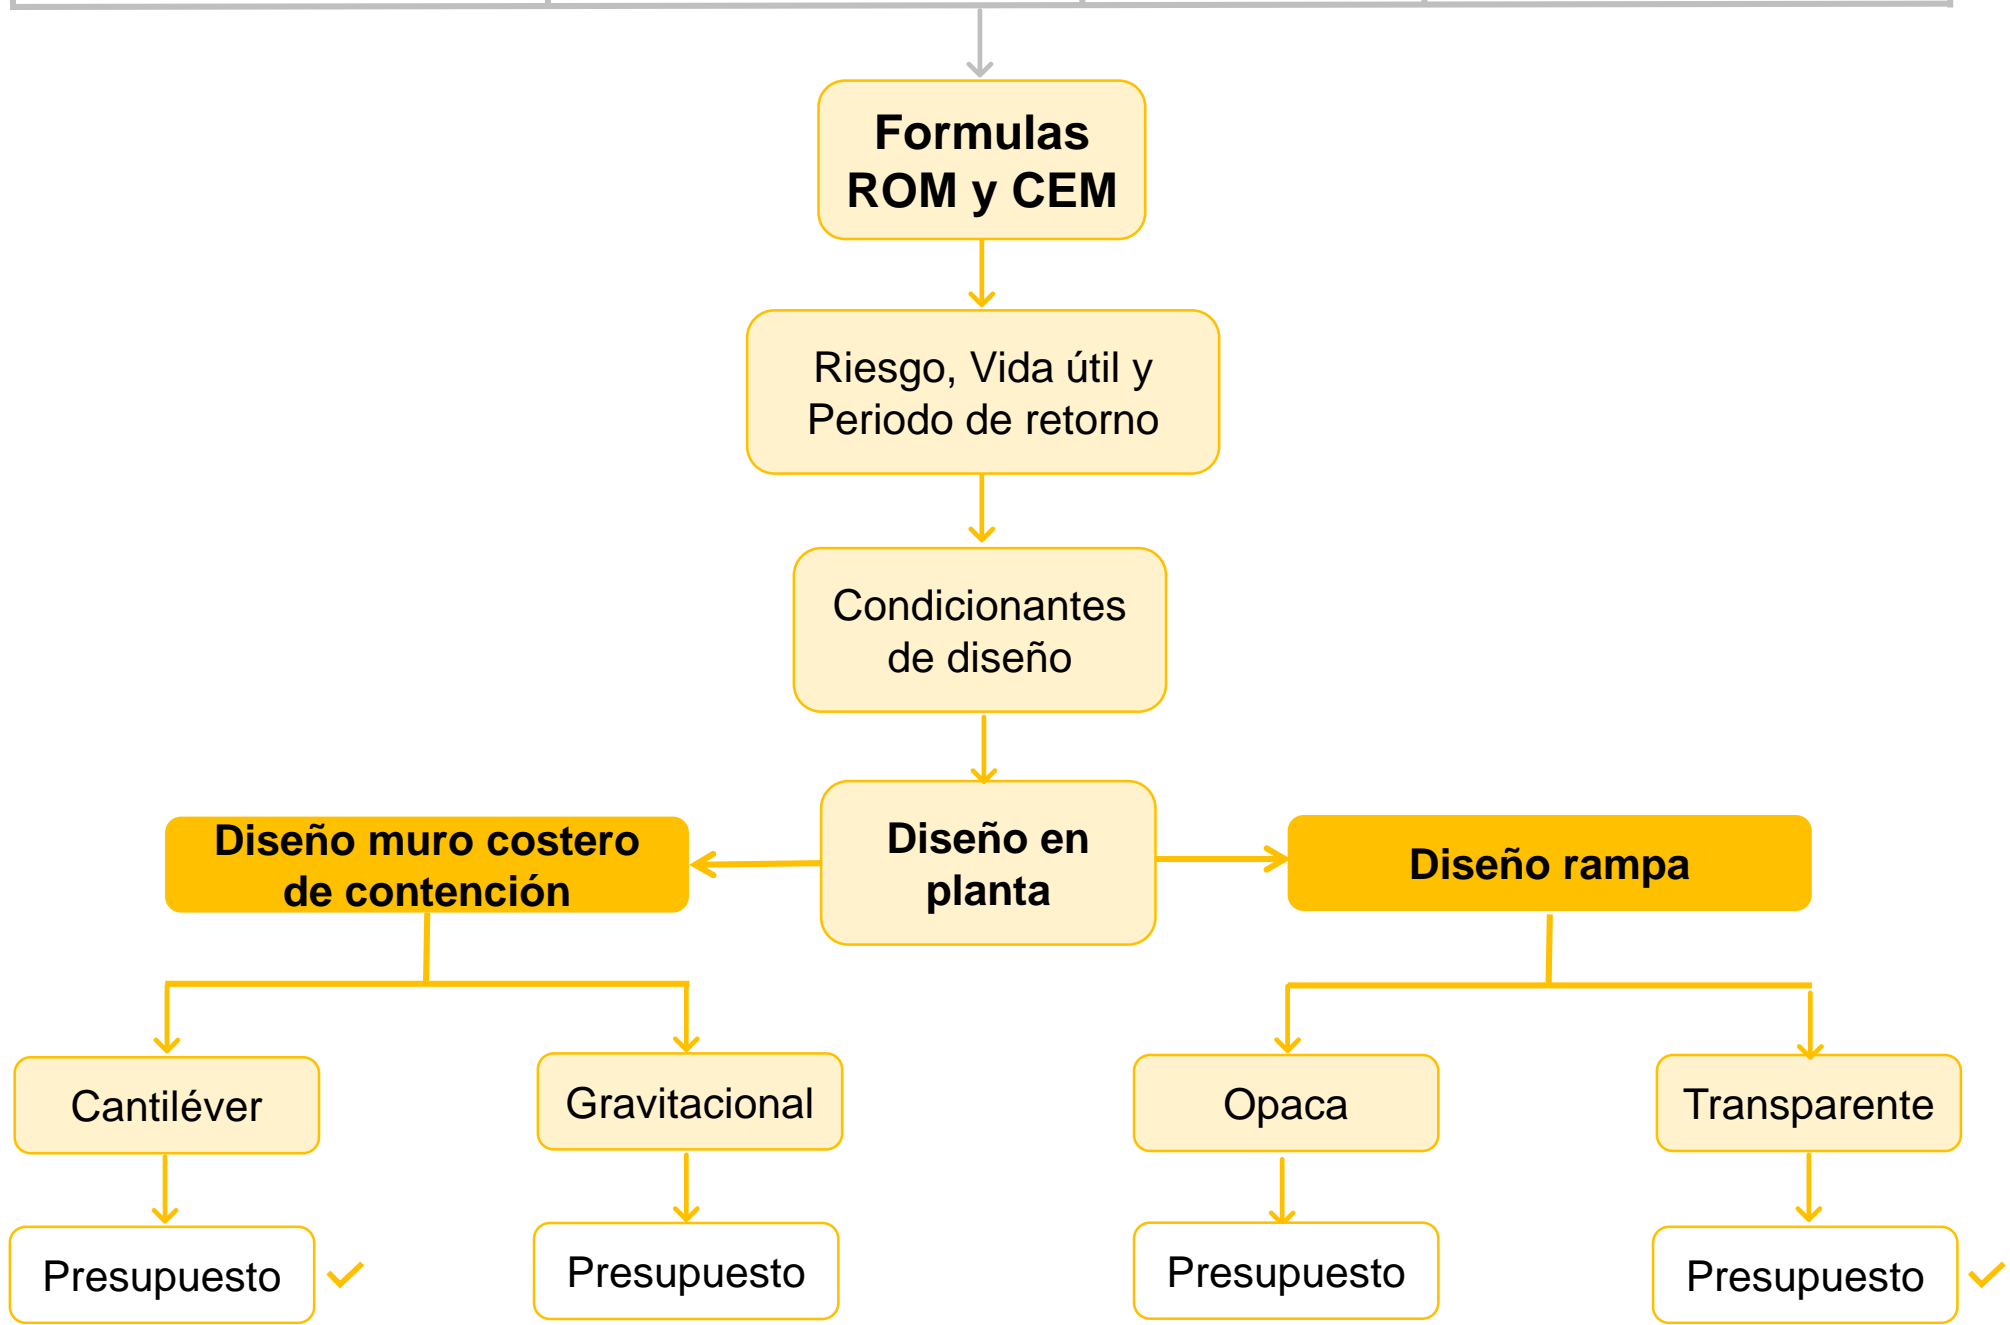 Formulas
ROM y CEM
Riesgo, Vida útil y
Periodo de retorno
Condicionantes
de diseño
Diseño muro costero
de contención
Diseño en
planta
Diseño rampa
Cantiléver
Gravitacional
Opaca
Transparente
Presupuesto
Presupuesto
Presupuesto
Presupuesto